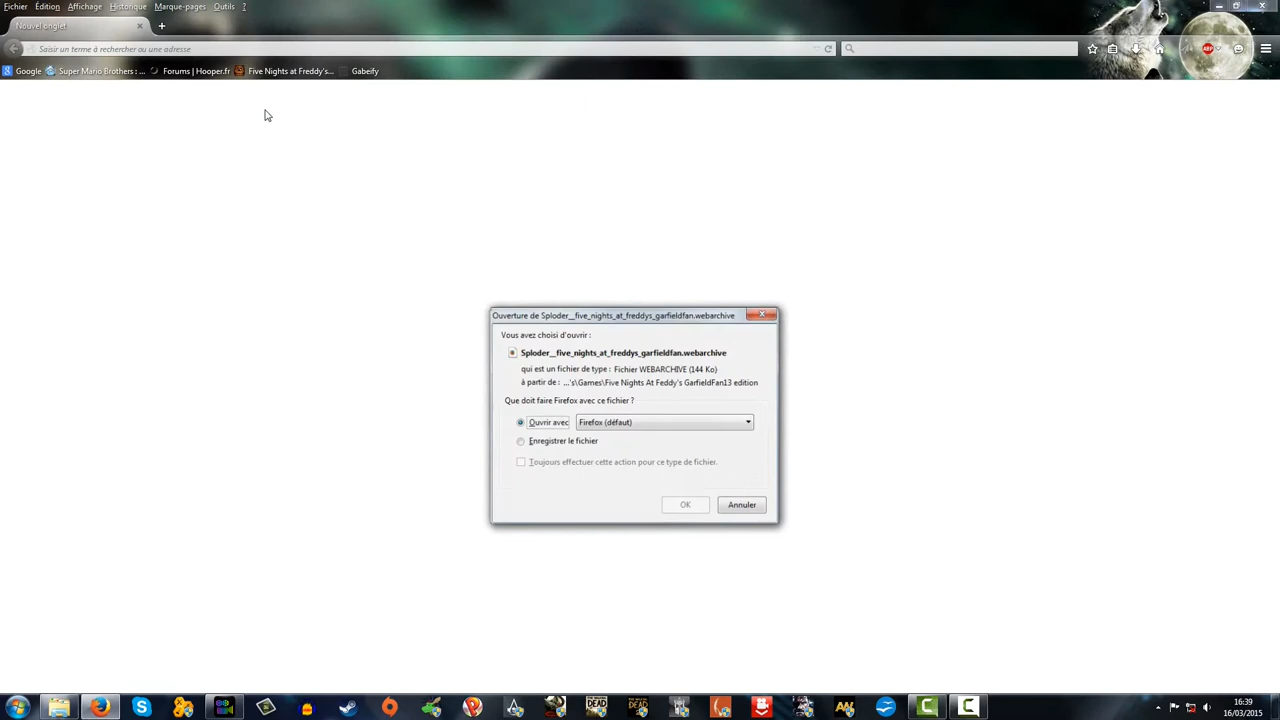 Fichier Édition Affichage Historique Marque-pages Outils ?
Nouvel onglet
Saisir un terme à rechercher ou une adresse
ABP
Google Super Mario Brothers : ... Forums | Hooper.fr Five Nights at Freddy's... Gabeify
Ouverture de Sploder__five_nights_at_freddys_garfieldfan.webarchive
Vous avez choisi d'ouvrir :
Sploder__five_nights_at_freddys_garfieldfan.webarchive
qui est un fichier de type : Fichier WEBARCHIVE (144 Ko)
à partir de : ...'s\Games\Five Nights At Feddy's GarfieldFan13 edition
Que doit faire Firefox avec ce fichier ?
Ouvrir avec Firefox (défaut)
Enregistrer le fichier
Toujours effectuer cette action pour ce type de fichier.
OK Annuler
16:39
16/03/2015